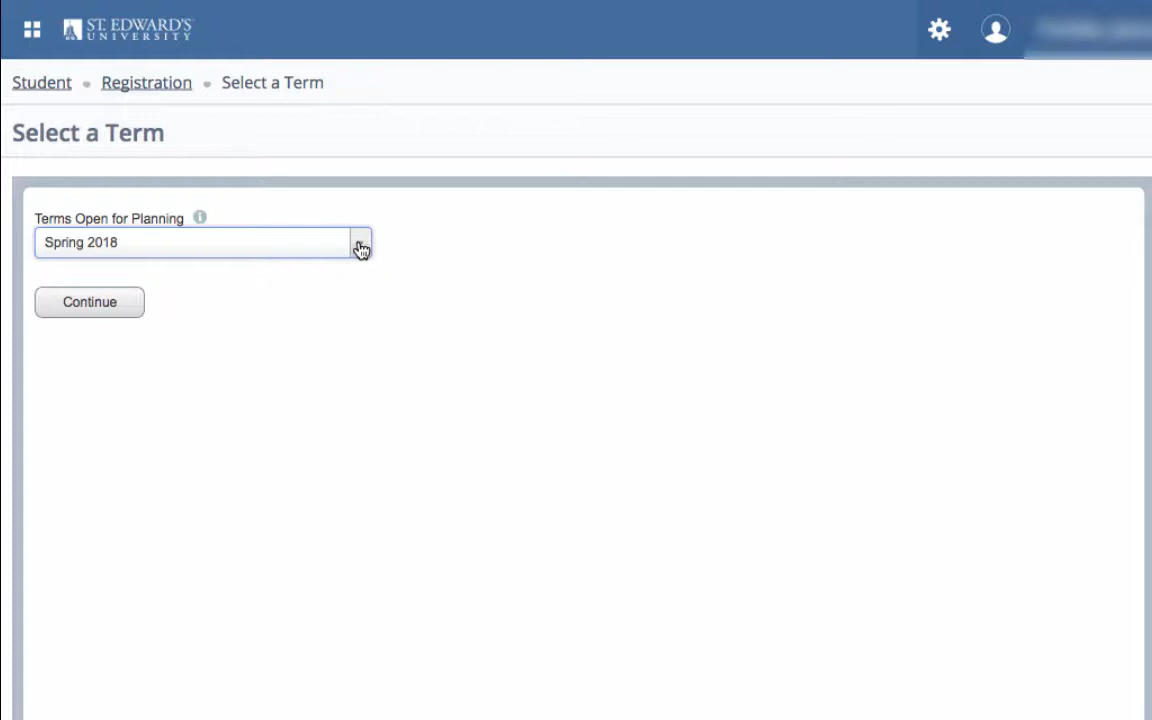 ST. EDWARD'S
UNIVERSITY
Student Registration Select a Term
Select a Term
Terms Open for Planning
Spring 2018
Continue